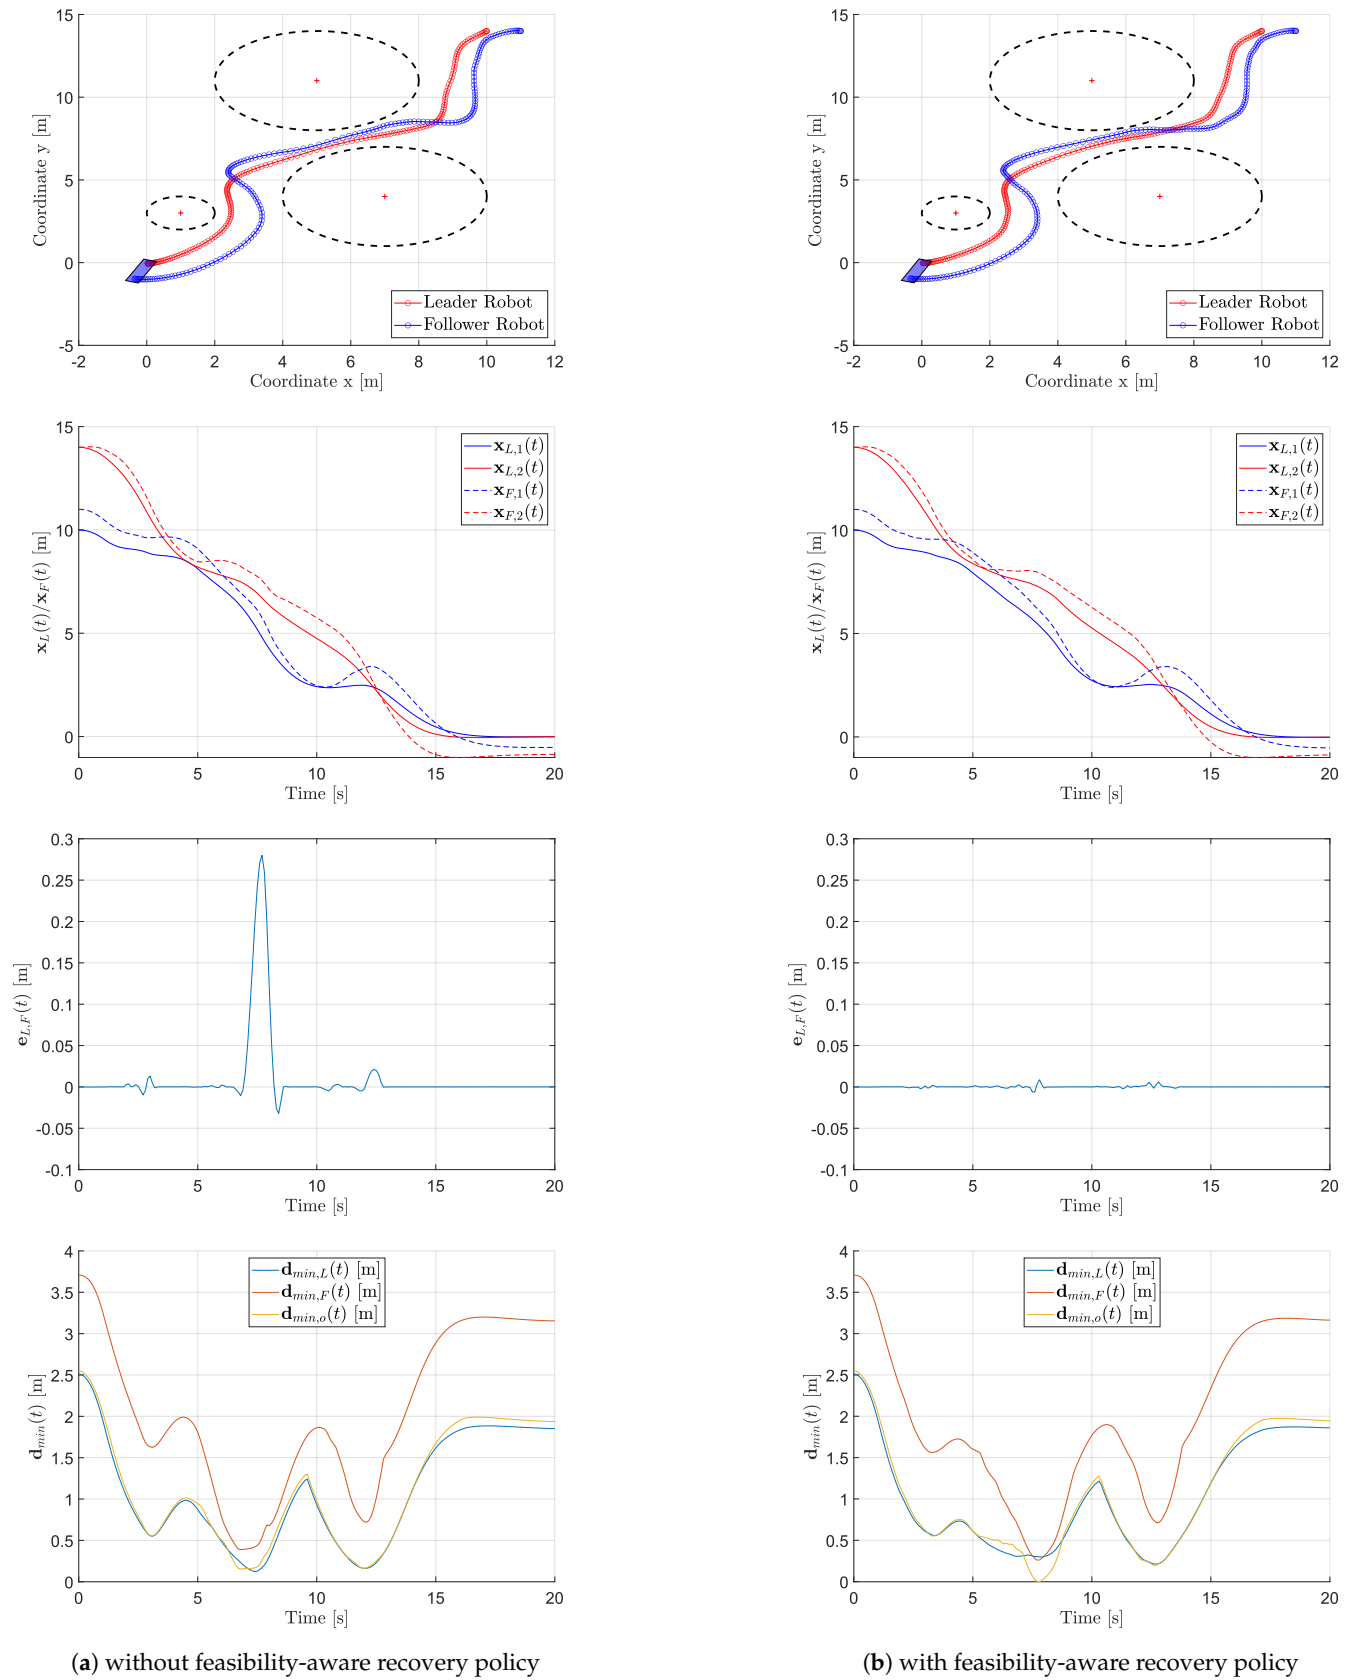 15
10
5
0
-5
-2 0 2 4 6 8 10 12
Coordinate x [m]
Coordinate y [m]
Leader Robot
Follower Robot
15
10
5
0
-5
-2 0 2 4 6 8 10 12
Coordinate x [m]
Coordinate y [m]
Leader Robot
Follower Robot
15
10
5
0
0 5 10 15 20
Time [s]
x_L(t)/x_F(t) [m]
x_{L,1}(t)
x_{L,2}(t)
x_{F,1}(t)
x_{F,2}(t)
15
10
5
0
0 5 10 15 20
Time [s]
x_L(t)/x_F(t) [m]
x_{L,1}(t)
x_{L,2}(t)
x_{F,1}(t)
x_{F,2}(t)
0.3
0.25
0.2
0.15
0.1
0.05
0
-0.05
-0.1
0 5 10 15 20
Time [s]
e_{L,F}(t) [m]
0.3
0.25
0.2
0.15
0.1
0.05
0
-0.05
-0.1
0 5 10 15 20
Time [s]
e_{L,F}(t) [m]
4
3.5
3
2.5
2
1.5
1
0.5
0
0 5 10 15 20
Time [s]
d_{min}(t) [m]
d_{min,L}(t) [m]
d_{min,F}(t) [m]
d_{min,o}(t) [m]
4
3.5
3
2.5
2
1.5
1
0.5
0
0 5 10 15 20
Time [s]
d_{min}(t) [m]
d_{min,L}(t) [m]
d_{min,F}(t) [m]
d_{min,o}(t) [m]
(a) without feasibility-aware recovery policy
(b) with feasibility-aware recovery policy